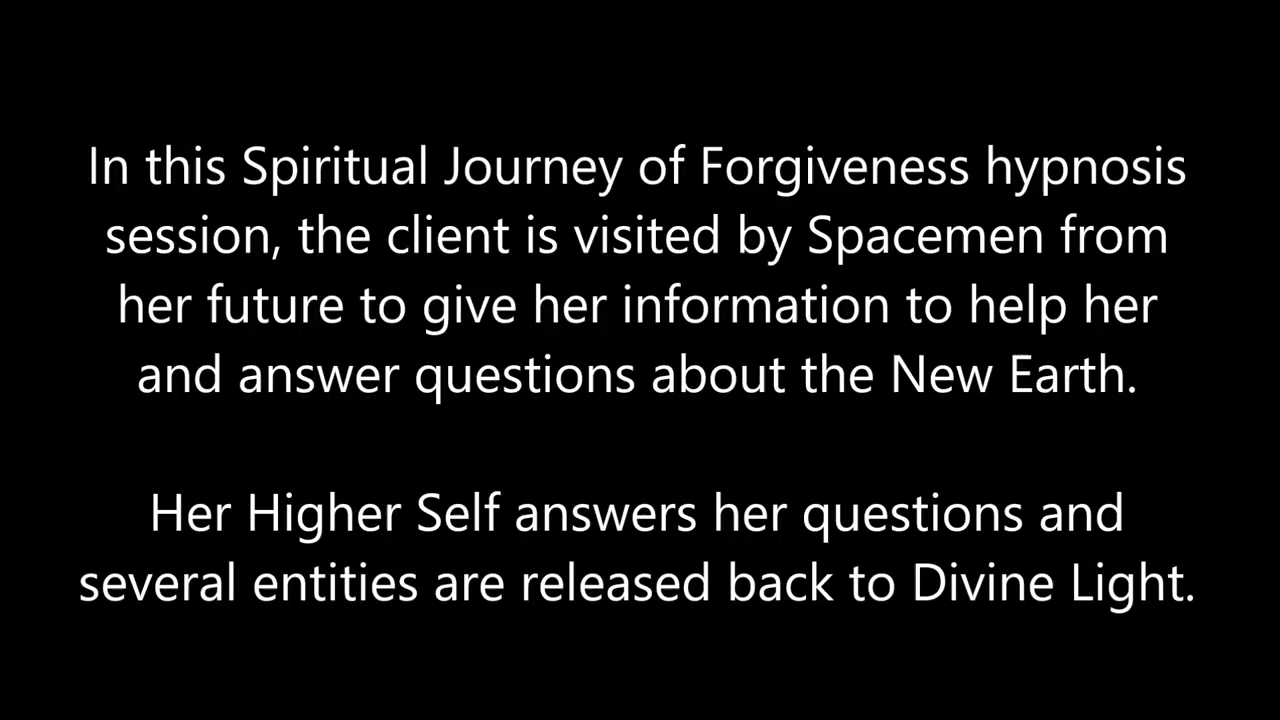 In this Spiritual Journey of Forgiveness hypnosis
session, the client is visited by Spacemen from
her future to give her information to help her
and answer questions about the New Earth.
Her Higher Self answers her questions and
several entities are released back to Divine Light.